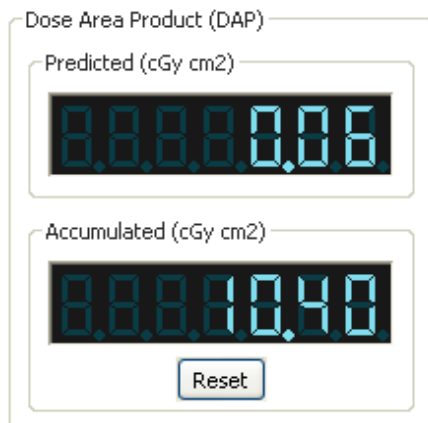 Dose Area Product (DAP)
Predicted (cGy cm2)
0.06
Accumulated (cGy cm2)
10.40
Reset